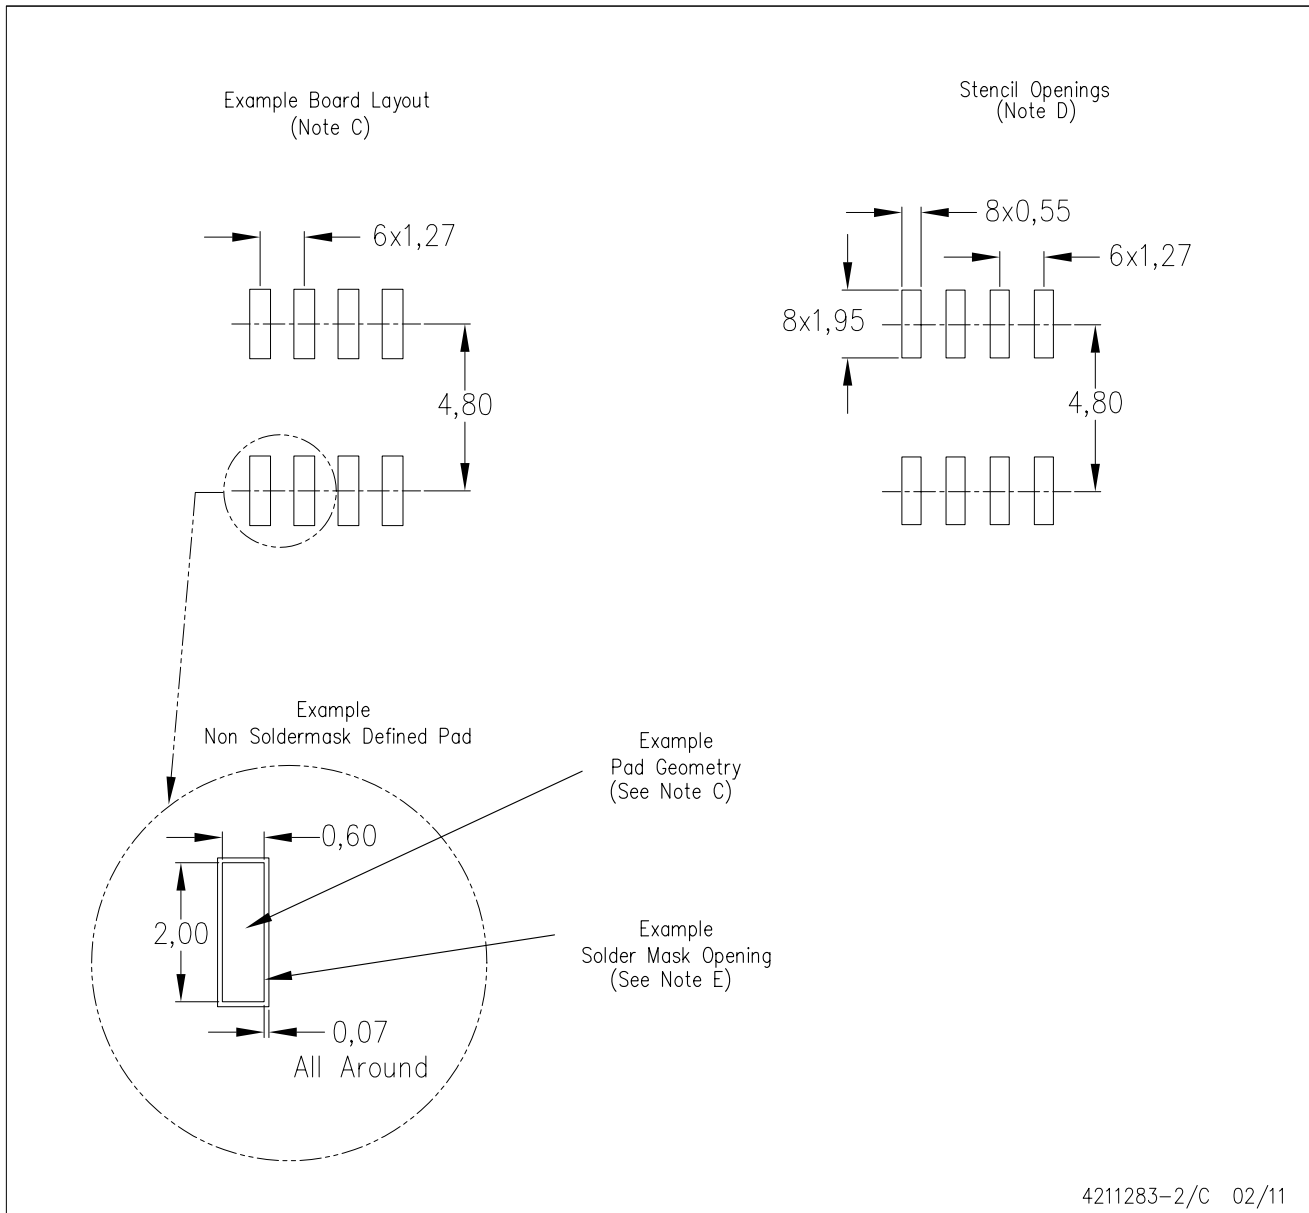 Example Board Layout
(Note C)
Stencil Openings
(Note D)
6x1,27
4,80
8x0,55
6x1,27
8x1,95
4,80
Example
Non Soldermask Defined Pad
Example
Pad Geometry
(See Note C)
0,60
2,00
Example
Solder Mask Opening
(See Note E)
0,07
All Around
4211283-2/C 02/11